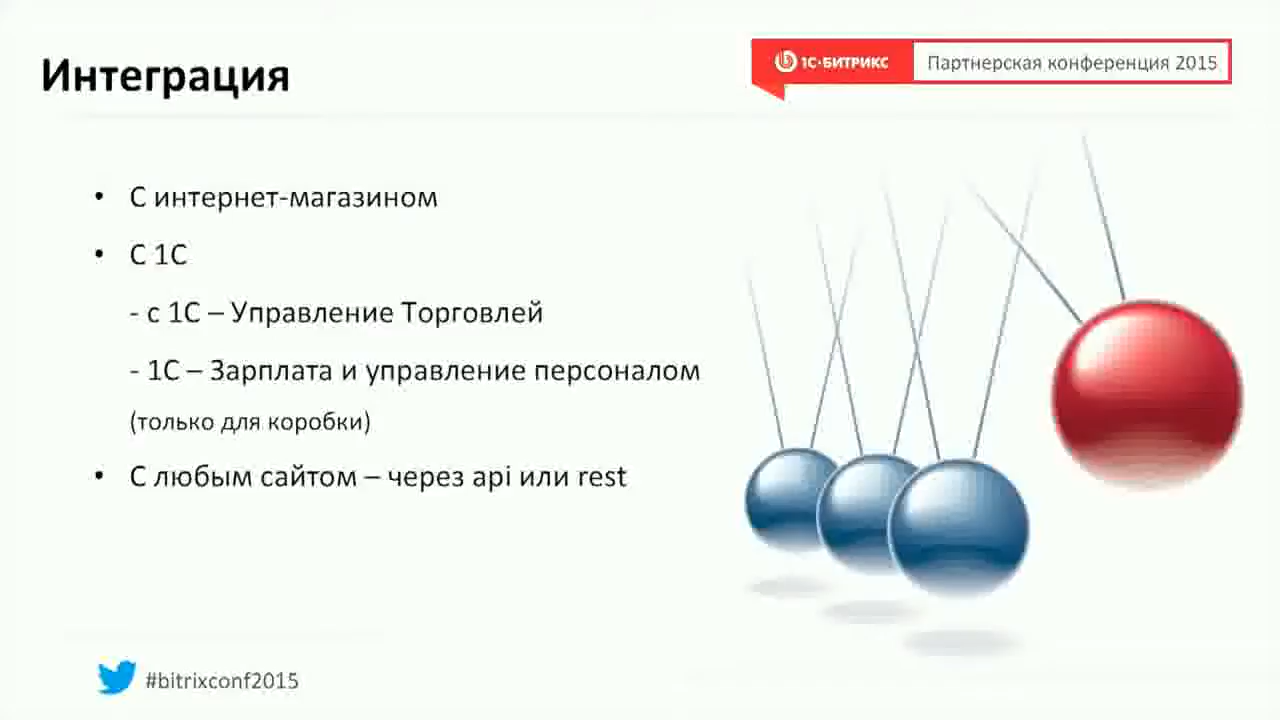 Интеграция
1С-БИТРИКС Партнерская конференция 2015
• С интернет-магазином
• С 1С
- с 1С – Управление Торговлей
- 1С – Зарплата и управление персоналом
(только для коробки)
• С любым сайтом – через api или rest
#bitrixconf2015